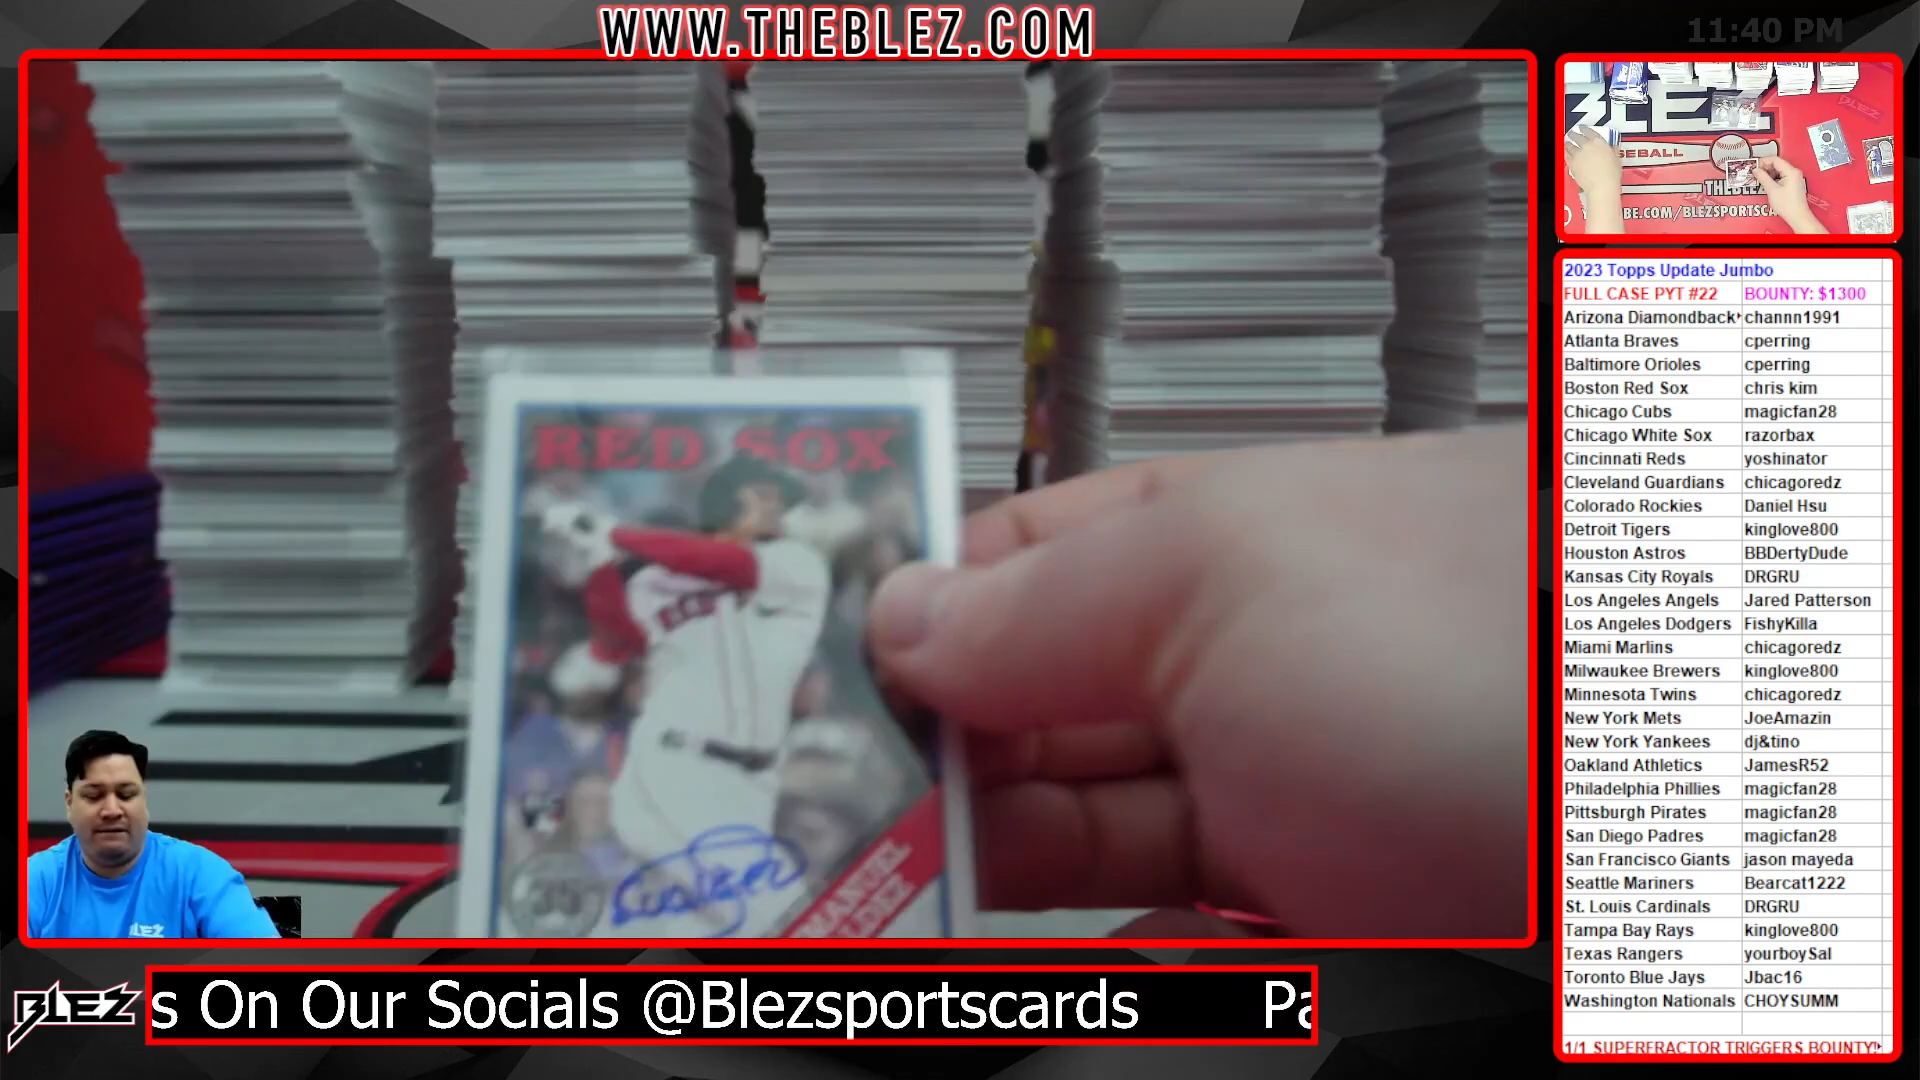 WWW.THEBLEZ.COM
11:40 PM
RED SOX
35
MANUEL
LDEZ
BLEZ
BLEZ
BASEBALL
THEBLEZ
BE.COM/BLEZSPORTSCA
2023 Topps Update Jumbo
FULL CASE PYT #22 BOUNTY: $1300
Arizona Diamondback channn1991
Atlanta Braves cperring
Baltimore Orioles cperring
Boston Red Sox chris kim
Chicago Cubs magicfan28
Chicago White Sox razorbax
Cincinnati Reds yoshinator
Cleveland Guardians chicagoredz
Colorado Rockies Daniel Hsu
Detroit Tigers kinglove800
Houston Astros BBDertyDude
Kansas City Royals DRGRU
Los Angeles Angels Jared Patterson
Los Angeles Dodgers FishyKilla
Miami Marlins chicagoredz
Milwaukee Brewers kinglove800
Minnesota Twins chicagoredz
New York Mets JoeAmazin
New York Yankees dj&tino
Oakland Athletics JamesR52
Philadelphia Phillies magicfan28
Pittsburgh Pirates magicfan28
San Diego Padres magicfan28
San Francisco Giants jason mayeda
Seattle Mariners Bearcat1222
St. Louis Cardinals DRGRU
Tampa Bay Rays kinglove800
Texas Rangers yourboySal
Toronto Blue Jays Jbac16
Washington Nationals CHOYSUMM
1/1 SUPERFRACTOR TRIGGERS BOUNTY!
BLEZ
s On Our Socials @Blezsportscards Pa